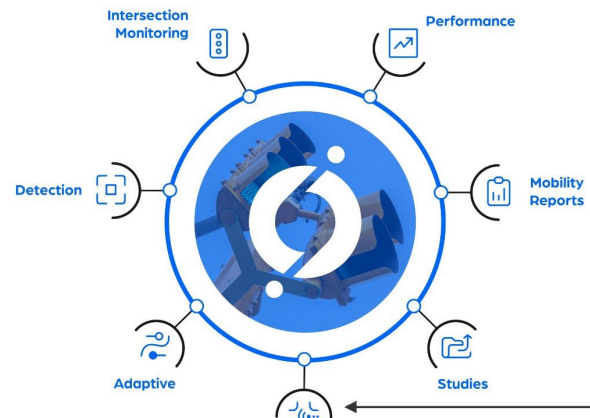 Intersection
Monitoring
Performance
Detection
Mobility
Reports
Adaptive
Studies